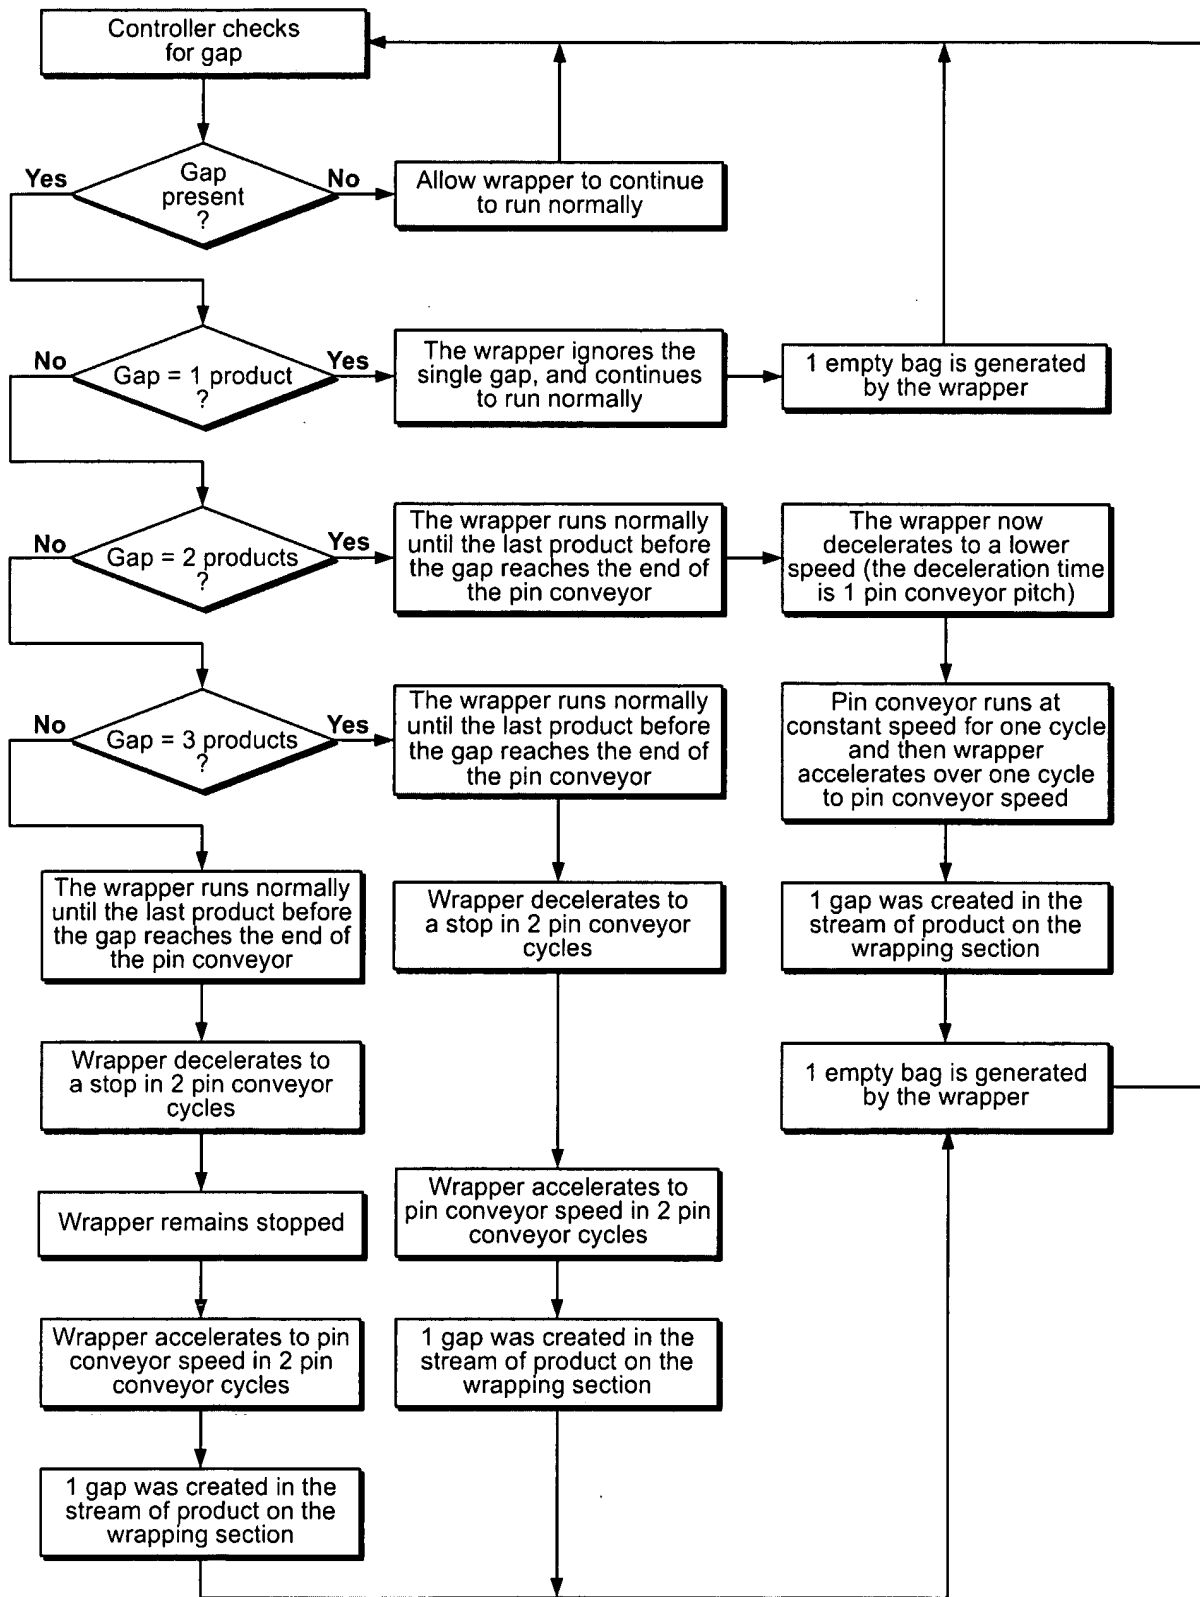 Controller checks
for gap
Yes
Gap
present
?
No
Allow wrapper to continue
to run normally
No
Gap = 1 product
?
Yes
The wrapper ignores the
single gap, and continues
to run normally
1 empty bag is generated
by the wrapper
No
Gap = 2 products
?
Yes
The wrapper runs normally
until the last product before
the gap reaches the end of
the pin conveyor
The wrapper now
decelerates to a lower
speed (the deceleration time
is 1 pin conveyor pitch)
No
Gap = 3 products
?
Yes
The wrapper runs normally
until the last product before
the gap reaches the end of
the pin conveyor
Pin conveyor runs at
constant speed for one cycle
and then wrapper
accelerates over one cycle
to pin conveyor speed
The wrapper runs normally
until the last product before
the gap reaches the end of
the pin conveyor
Wrapper decelerates to
a stop in 2 pin conveyor
cycles
1 gap was created in the
stream of product on the
wrapping section
Wrapper decelerates to
a stop in 2 pin conveyor
cycles
1 empty bag is generated
by the wrapper
Wrapper remains stopped
Wrapper accelerates to
pin conveyor speed in 2 pin
conveyor cycles
Wrapper accelerates to pin
conveyor speed in 2 pin
conveyor cycles
1 gap was created in the
stream of product on the
wrapping section
1 gap was created in the
stream of product on the
wrapping section